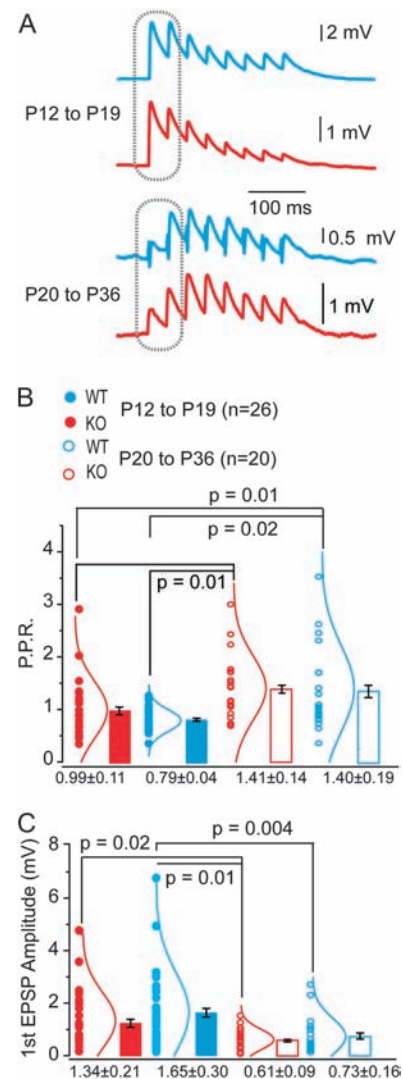 A
2 mV
P12 to P19
1 mV
100 ms
0.5 mV
P20 to P36
1 mV
B
WT
KO
P12 to P19 (n=26)
WT
KO
P20 to P36 (n=20)
p = 0.01
p = 0.02
p = 0.01
P.P.R.
4
3
2
1
0
0.99±0.11 0.79±0.04 1.41±0.14 1.40±0.19
C
1st EPSP Amplitude (mV)
8
6
4
2
0
p = 0.02
p = 0.004
p = 0.01
1.34±0.21 1.65±0.30 0.61±0.09 0.73±0.16